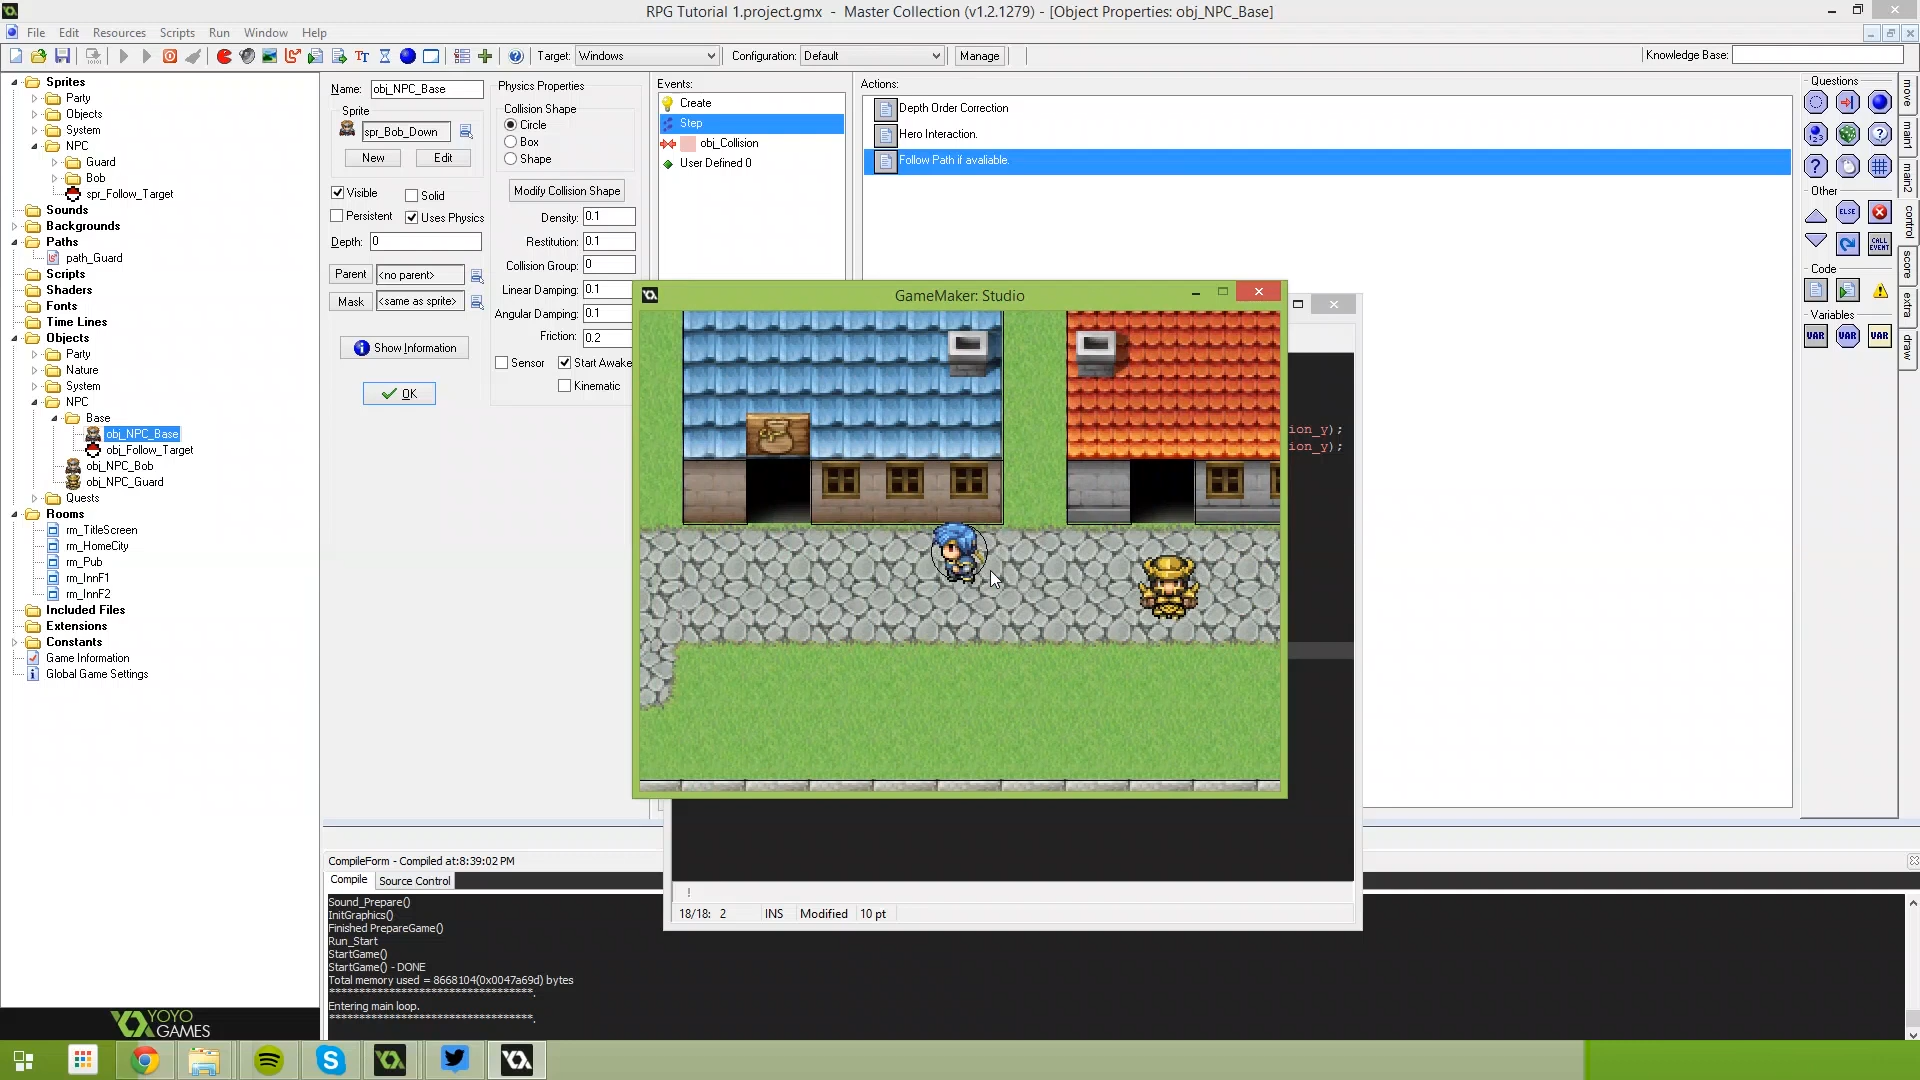 RPG Tutorial 1.project.gmx - Master Collection (v1.2.1279) - [Object Properties: obj_NPC_Base]
File Edit Resources Scripts Run Window Help
Target: Windows Configuration: Default Manage Knowledge Base:
Sprites
Party
Objects
System
NPC
Guard
Bob
spr_Follow_Target
Sounds
Backgrounds
Paths
path_Guard
Scripts
Shaders
Fonts
Time Lines
Objects
Party
Nature
System
NPC
Base
obj_NPC_Base
obj_Follow_Target
obj_NPC_Bob
obj_NPC_Guard
Quests
Rooms
rm_TitleScreen
rm_HomeCity
rm_Pub
rm_InnF1
rm_InnF2
Included Files
Extensions
Constants
Game Information
Global Game Settings
YOYO
GAMES
Name: obj_NPC_Base
Sprite
spr_Bob_Down
New Edit
Visible Solid
Persistent Uses Physics
Depth: 0
Parent <no parent>
Mask <same as sprite>
Show Information
OK
Physics Properties
Collision Shape
Circle
Box
Shape
Modify Collision Shape
Density: 0.1
Restitution: 0.1
Collision Group: 0
Linear Damping: 0.1
Angular Damping: 0.1
Friction: 0.2
Sensor Start Awake
Kinematic
Events:
Create
Step
obj_Collision
User Defined 0
Actions:
Depth Order Correction
Hero Interaction.
Follow Path if avaliable.
GameMaker: Studio
ion_y);
ion_y);
!
18/18: 2 INS Modified 10 pt
Questions
Other
ELSE
CALL
EVENT
Code
Variables
VAR VAR VAR
move
main1
main2
control
score
extra
draw
CompileForm - Compiled at:8:39:02 PM
Compile Source Control
Sound_Prepare()
InitGraphics()
Finished PrepareGame()
Run_Start
StartGame()
StartGame() - DONE
Total memory used = 8668104(0x0047a69d) bytes
**********************************.
Entering main loop.
**********************************.